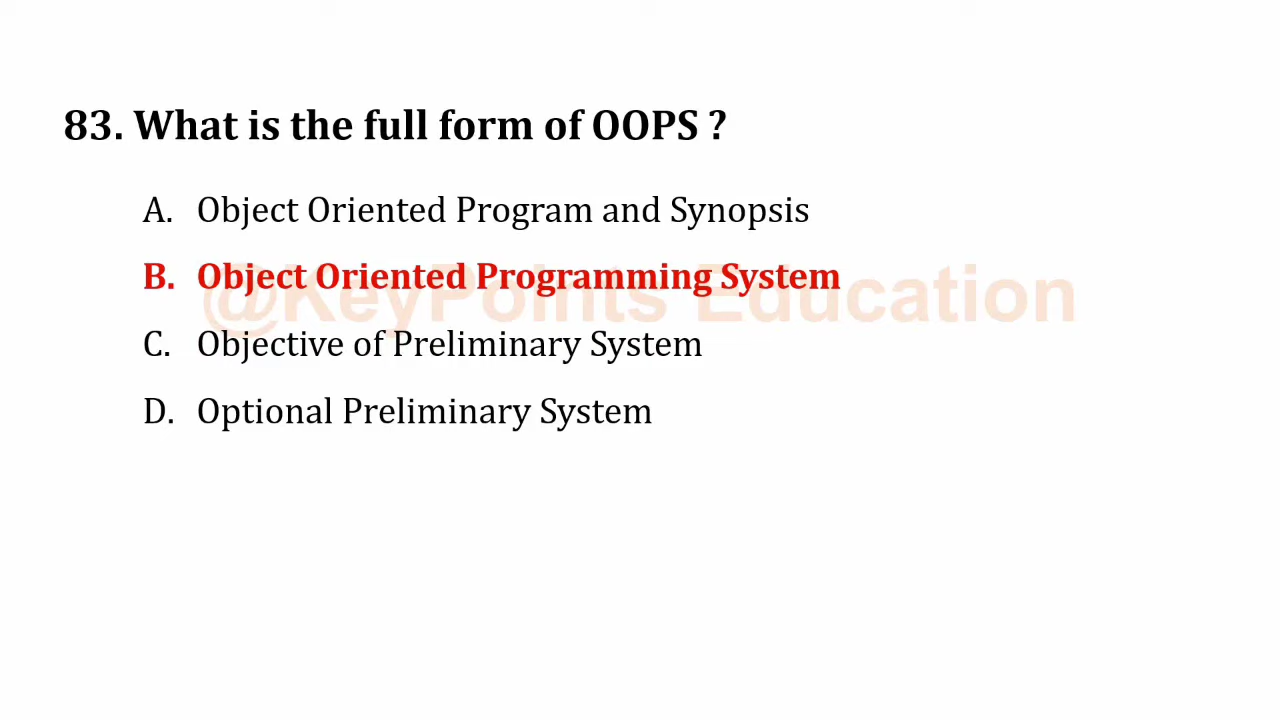 83. What is the full form of OOPS ?
A. Object Oriented Program and Synopsis
B. Object Oriented Programming System
@KeyPoints Education
C. Objective of Preliminary System
D. Optional Preliminary System